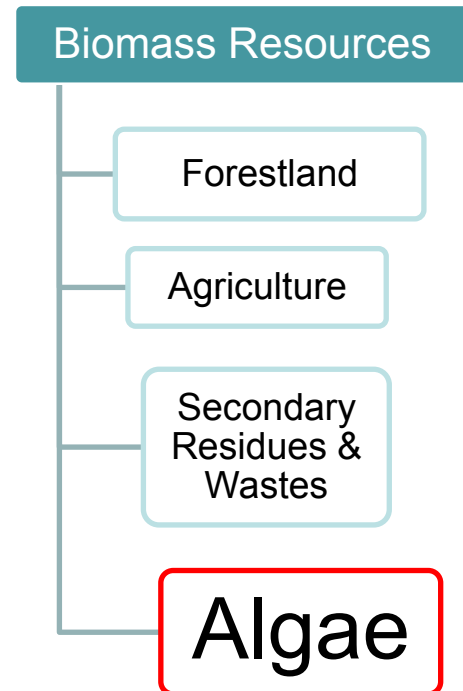 Biomass Resources
Forestland
Agriculture
Secondary
Residues &
Wastes
Algae